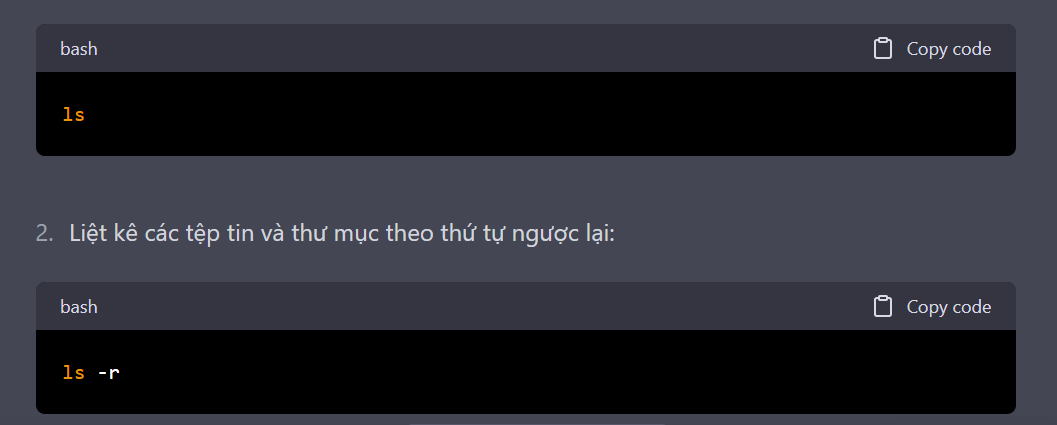 bash Copy code
ls
2. Liệt kê các tệp tin và thư mục theo thứ tự ngược lại:
bash Copy code
ls -r